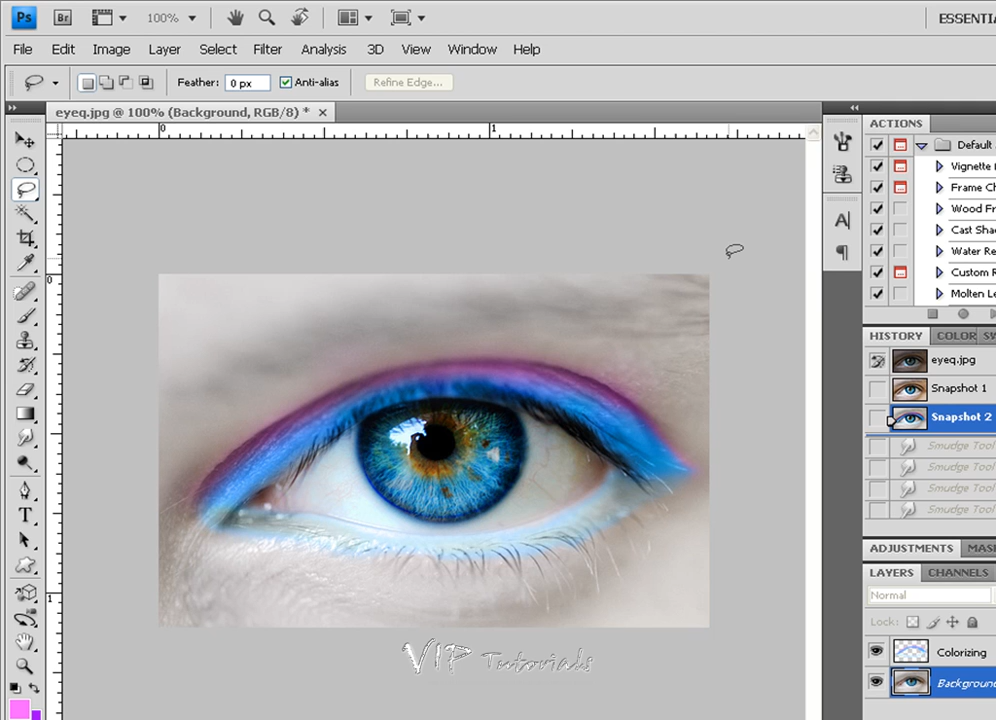 Ps Br 100% ESSENTIA
File Edit Image Layer Select Filter Analysis 3D View Window Help
Feather: 0 px Anti-alias Refine Edge...
eyeq.jpg @ 100% (Background, RGB/8) * ×
0 1
0
1
T
A
ACTIONS
Default
Vignette
Frame Ch
Wood Fr
Cast Sha
Water Re
Custom R
Molten Le
HISTORY COLOR SW
eyeq.jpg
Snapshot 1
Snapshot 2
Smudge Tool
Smudge Tool
Smudge Tool
Smudge Tool
ADJUSTMENTS MAS
LAYERS CHANNELS
Normal
Lock:
Colorizing
Background
VIP Tutorials